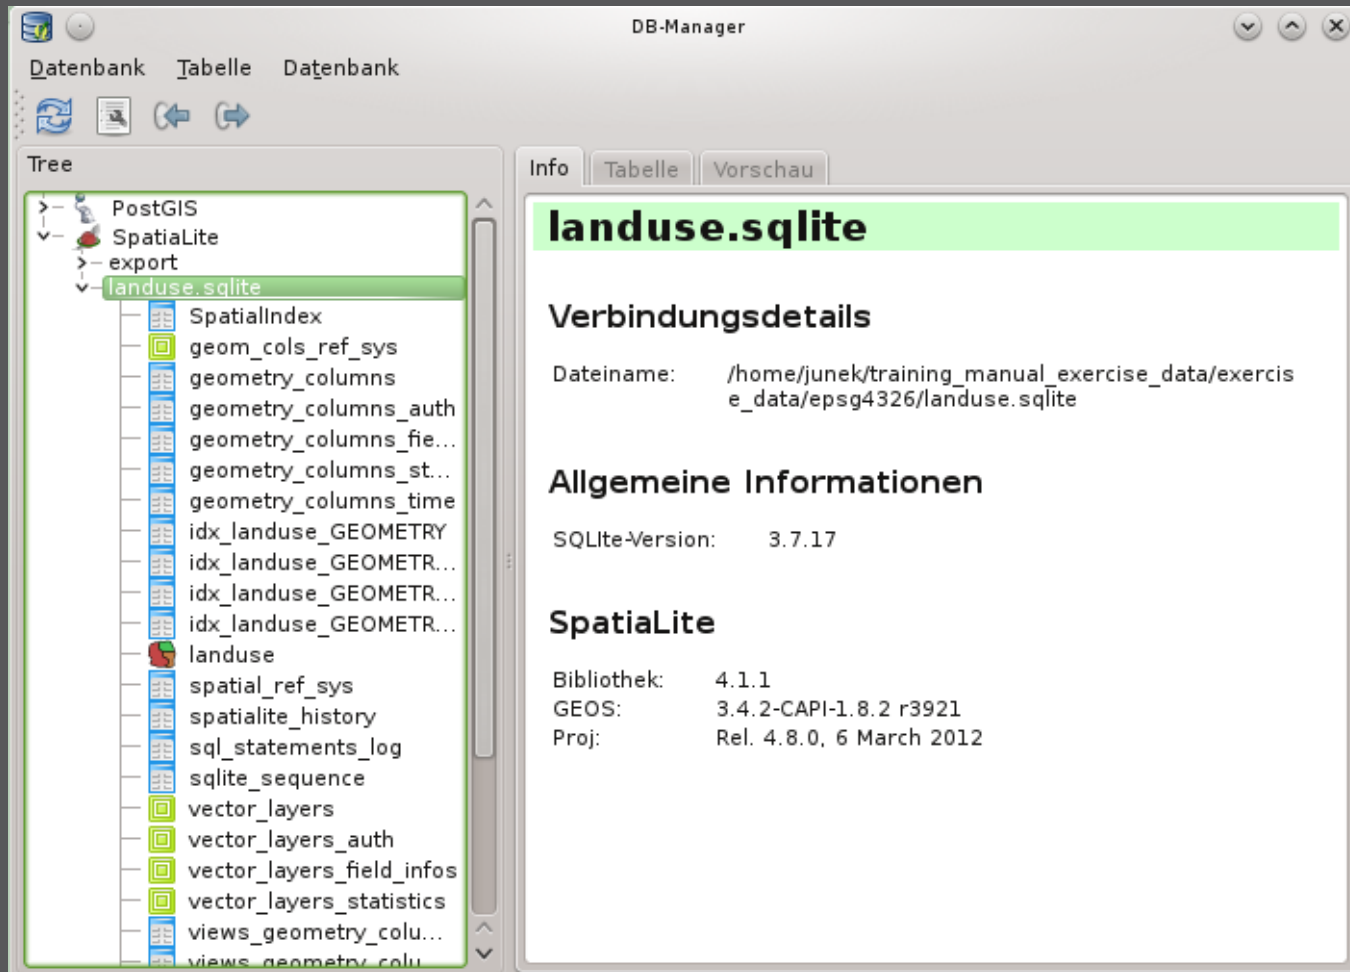 DB-Manager
Datenbank Tabelle Datenbank
Tree
PostGIS
SpatiaLite
export
landuse.sqlite
SpatialIndex
geom_cols_ref_sys
geometry_columns
geometry_columns_auth
geometry_columns_fie...
geometry_columns_st...
geometry_columns_time
idx_landuse_GEOMETRY
idx_landuse_GEOMETR...
idx_landuse_GEOMETR...
idx_landuse_GEOMETR...
landuse
spatial_ref_sys
spatialite_history
sql_statements_log
sqlite_sequence
vector_layers
vector_layers_auth
vector_layers_field_infos
vector_layers_statistics
views_geometry_colu...
views_geometry_colu
Info Tabelle Vorschau
landuse.sqlite
Verbindungsdetails
Dateiname: /home/junek/training_manual_exercise_data/exercis
e_data/epsg4326/landuse.sqlite
Allgemeine Informationen
SQLIte-Version: 3.7.17
SpatiaLite
Bibliothek: 4.1.1
GEOS: 3.4.2-CAPI-1.8.2 r3921
Proj: Rel. 4.8.0, 6 March 2012